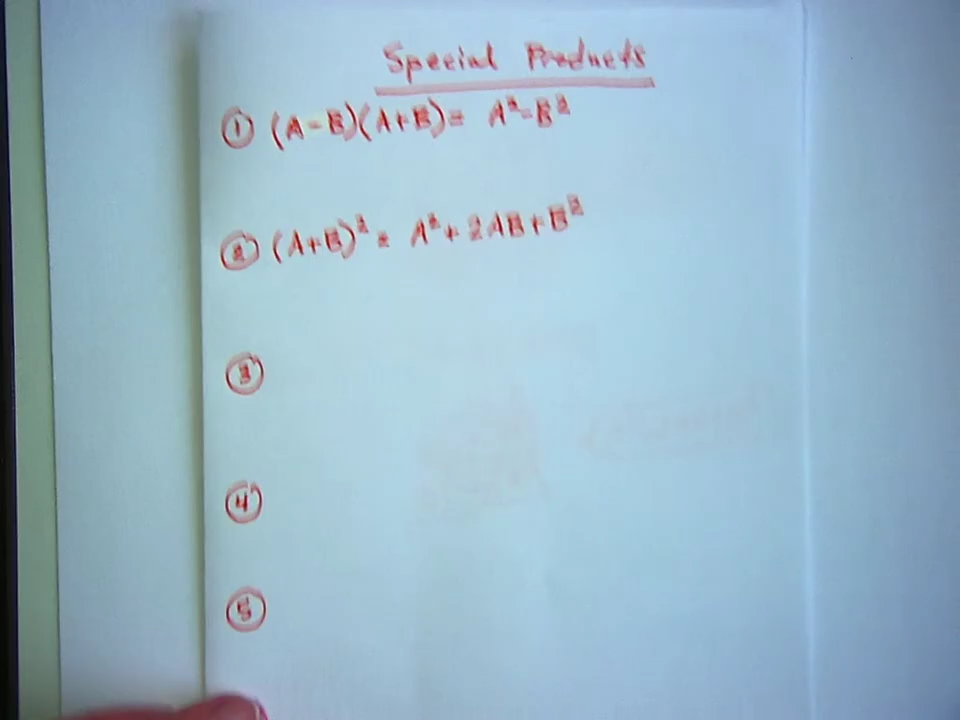 Special Products
① (A-B)(A+B)= A²-B²
② (A+B)² = A²+2AB+B²
③
④
⑤